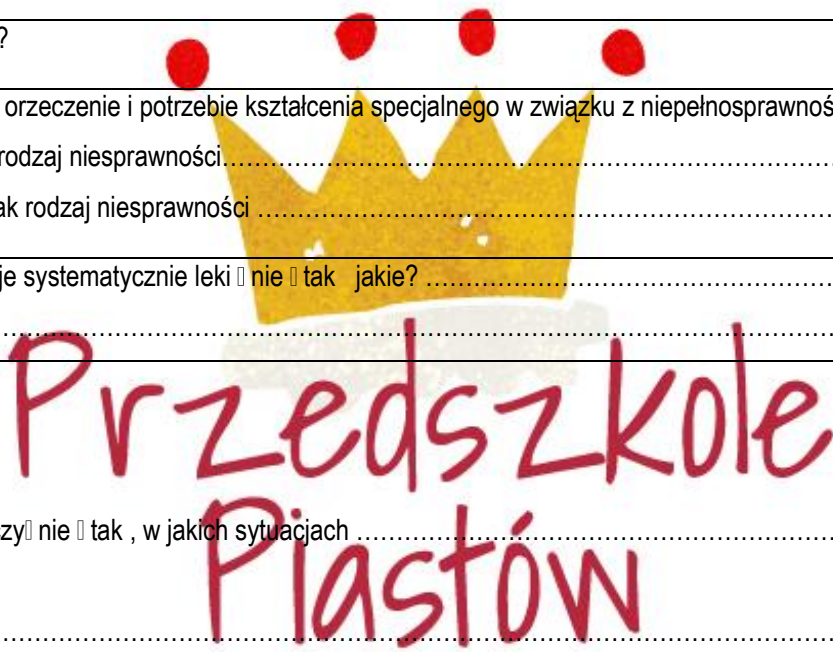 ?
orzeczenie i potrzebie kształcenia specjalnego w związku z niepełnosprawnoś
rodzaj niesprawności……………………………………………………………
ak rodzaj niesprawności ………………………………………………………
je systematycznie leki ▯ nie ▯ tak jakie? ……………………………………
……………………………………………………………………………………
Przedszkole
czy▯ nie ▯ tak , w jakich sytuacjach …………………………………………
Piastów
……………………………………………………………………………………